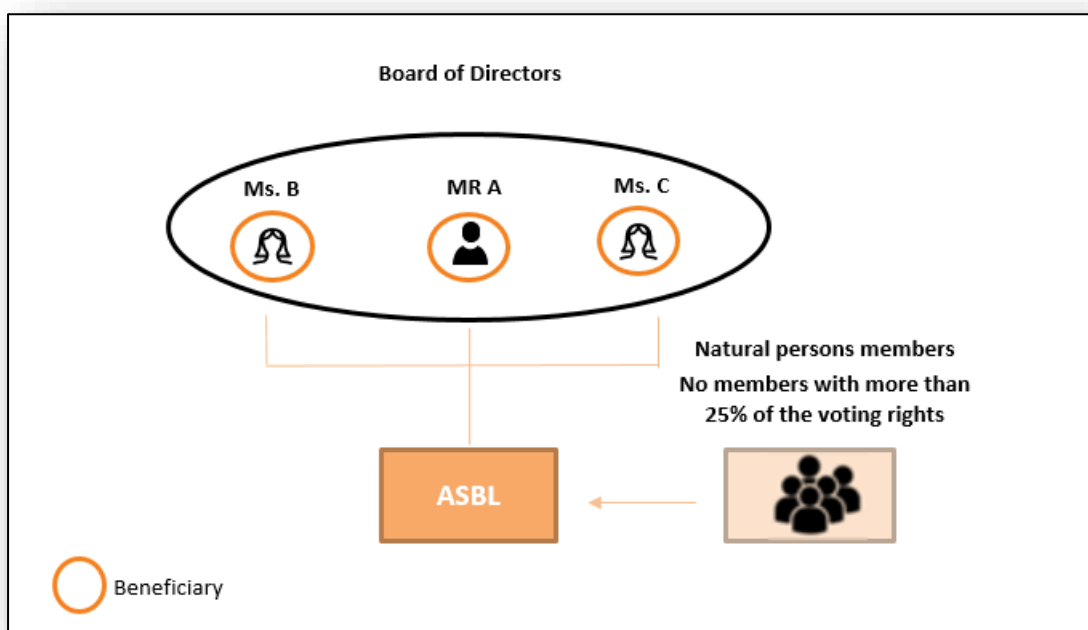 Board of Directors
Ms. B
MR A
Ms. C
Natural persons members
No members with more than
25% of the voting rights
ASBL
Beneficiary